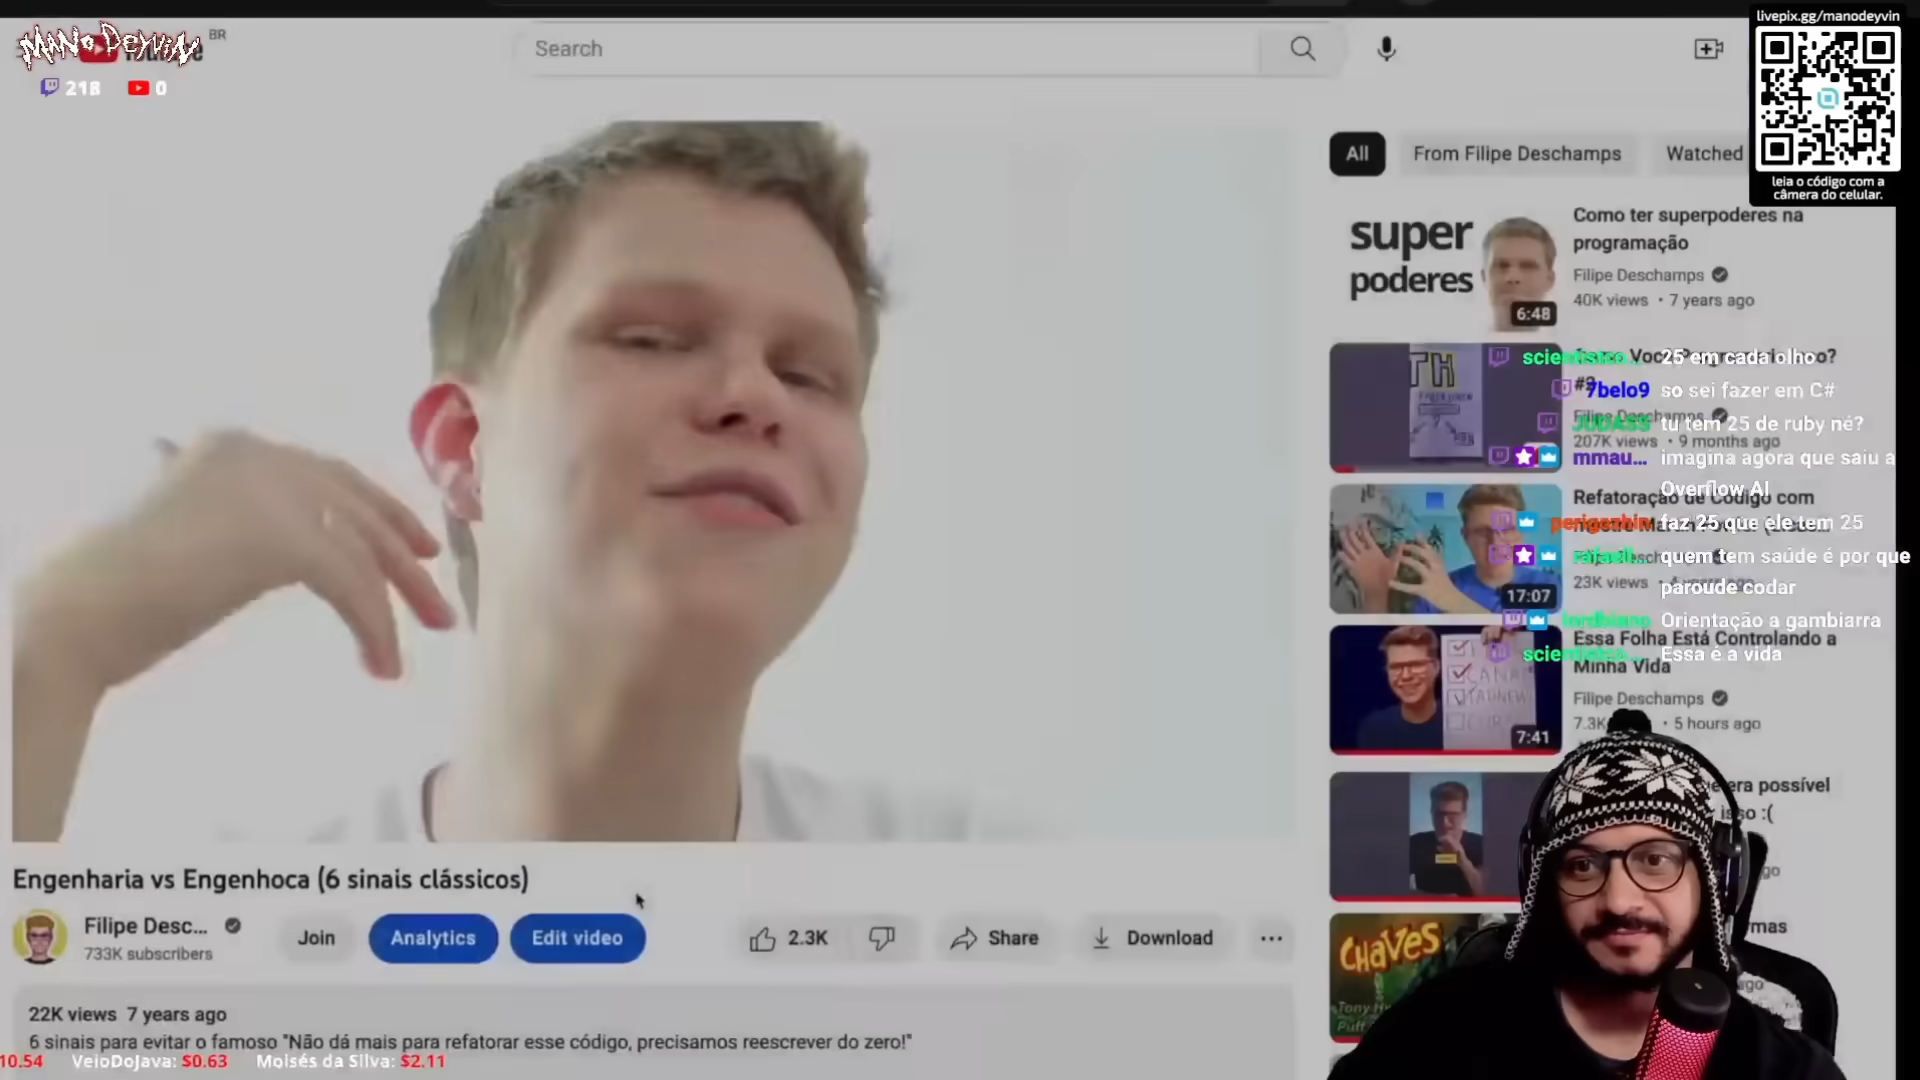 MANO DEYVIN
BR
218
0
Search
livepix.gg/manodeyvin
leia o código com a
câmera do celular.
All
From Filipe Deschamps
Watched
super
poderes
6:48
Como ter superpoderes na
programação
Filipe Deschamps
40K views • 7 years ago
25 em cada olho
7belo9 so sei fazer em C#
207K views • 9 months ago
JUDASS tu tem 25 de ruby né?
mmau... imagina agora que saiu a
Overflow AI
Refatoração de Código com
faz 25 que ele tem 25
quem tem saúde é por que
paroude codar
23K views
17:07
Orientação a gambiarra
Essa Folha Está Controlando a
Minha Vida
Essa é a vida
Filipe Deschamps
7.3K
• 5 hours ago
7:41
era possível
isso :(
CHAVES
Engenharia vs Engenhoca (6 sinais clássicos)
Filipe Desc...
733K subscribers
Join
Analytics
Edit video
2.3K
Share
Download
22K views 7 years ago
6 sinais para evitar o famoso "Não dá mais para refatorar esse código, precisamos reescrever do zero!"
10.54 VeioDoJava: $0.63 Moisés da Silva: $2.11